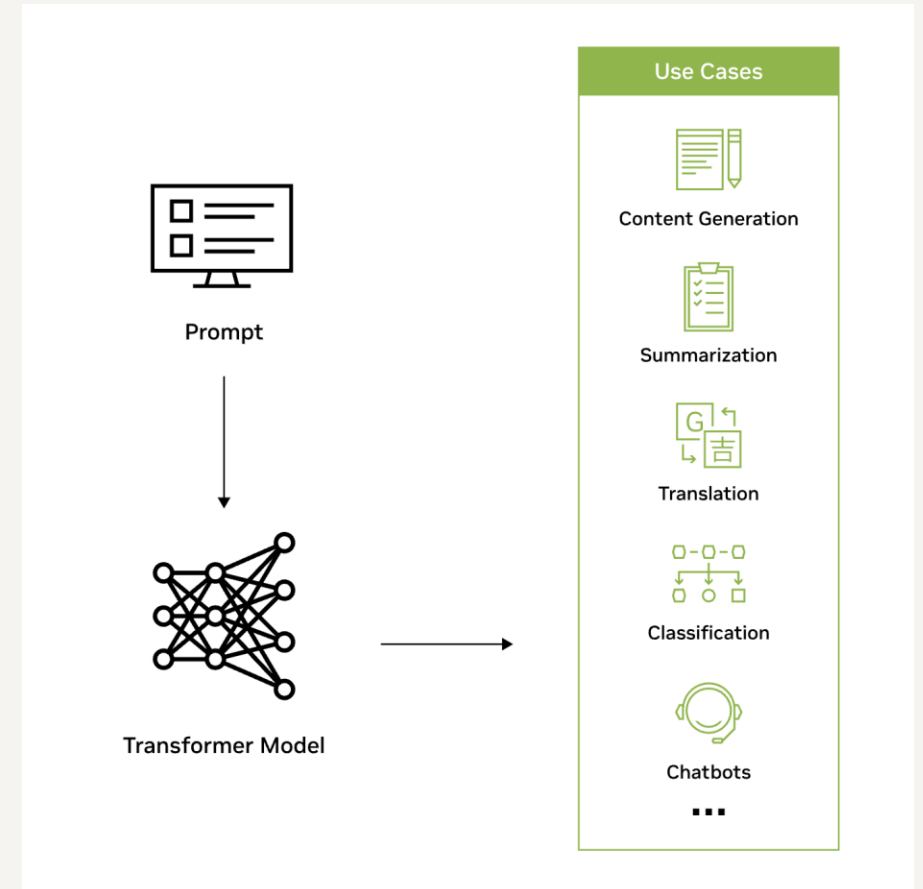 Use Cases
Content Generation
Prompt
Summarization
G
吉
Translation
Classification
Transformer Model
Chatbots
...